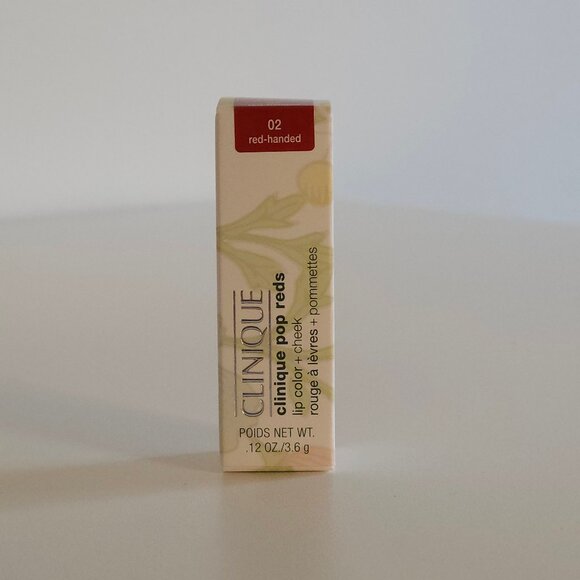 02
red-handed
CLINIQUE
clinique pop reds
lip color + cheek
rouge à lèvres + pommettes
POIDS NET WT.
.12 OZ./3.6 g